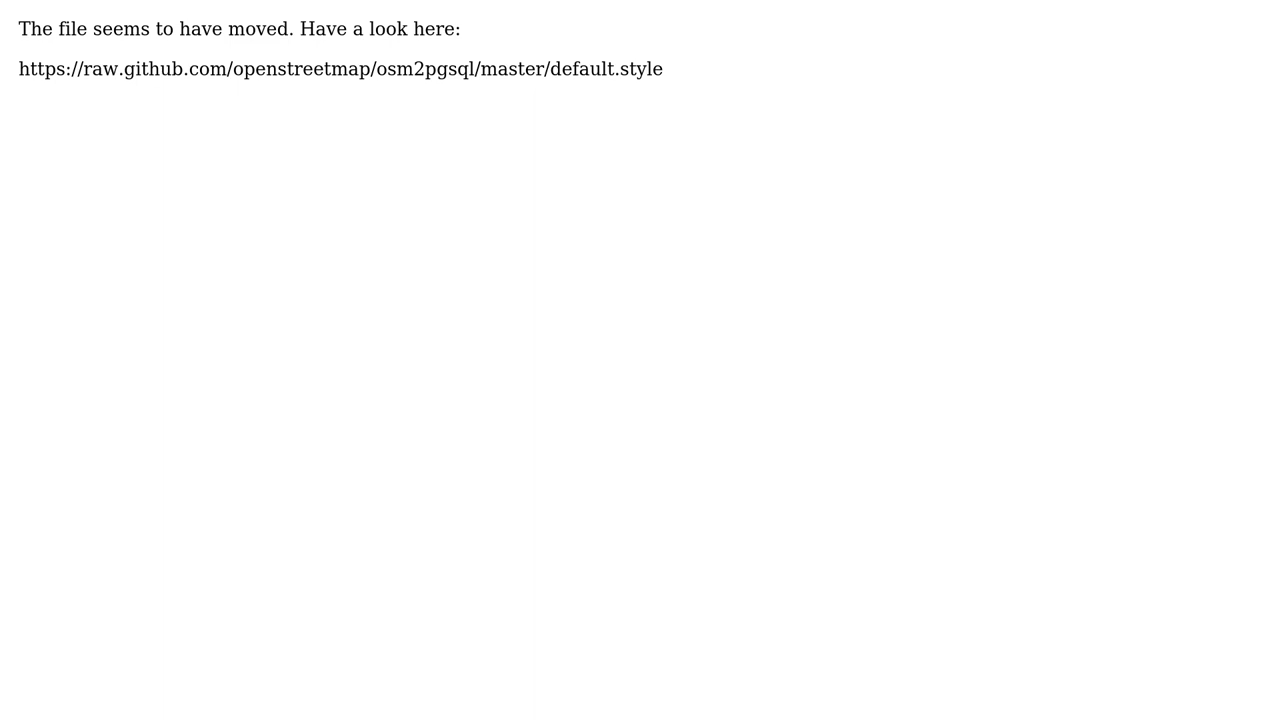 The file seems to have moved. Have a look here:
https://raw.github.com/openstreetmap/osm2pgsql/master/default.style